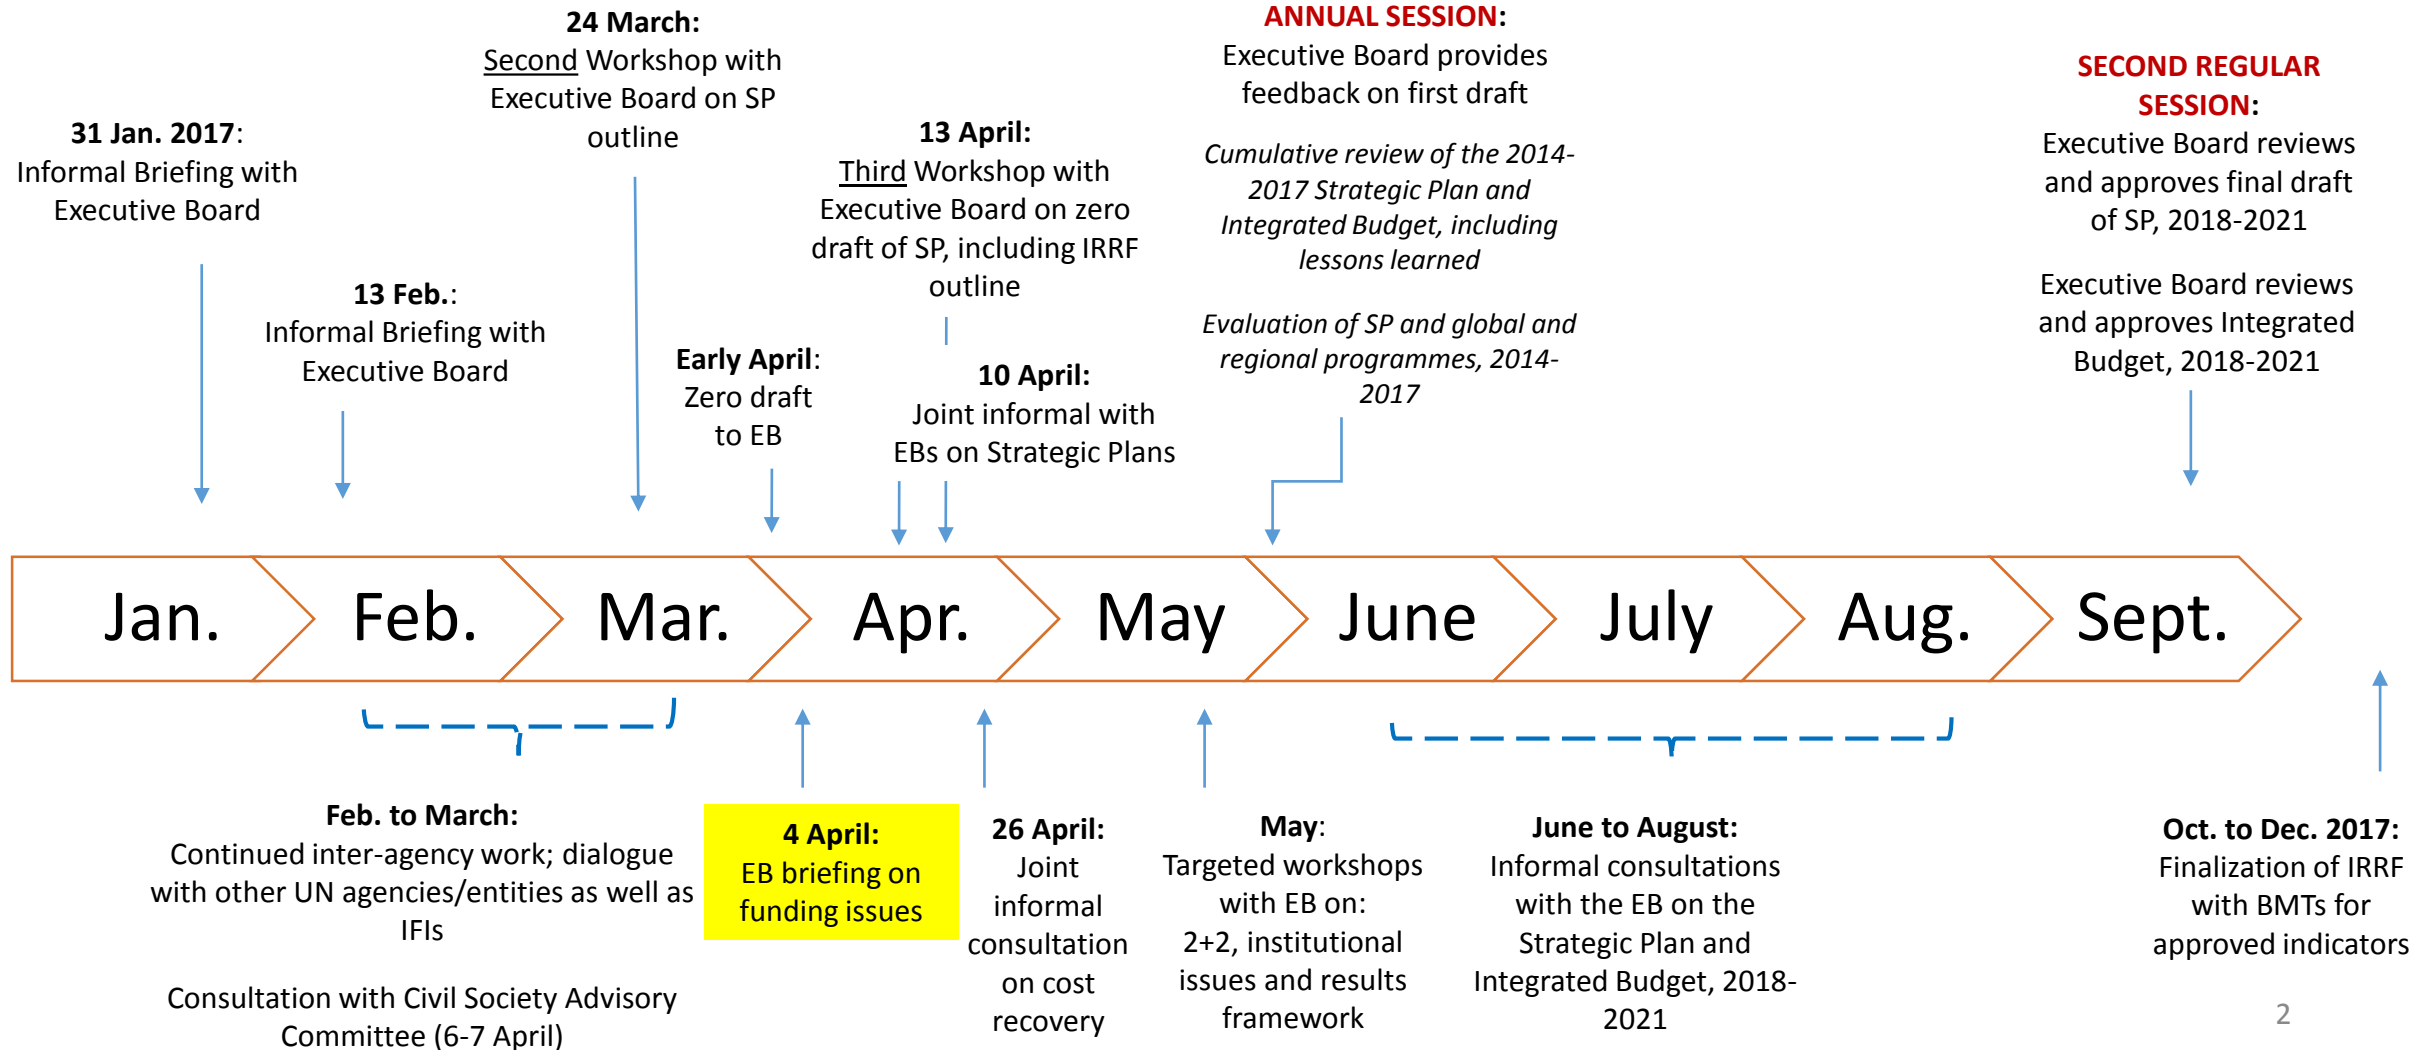 31 Jan. 2017:
Informal Briefing with
Executive Board
13 Feb.:
Informal Briefing with
Executive Board
24 March:
Second Workshop with
Executive Board on SP
outline
Early April:
Zero draft
to EB
13 April:
Third Workshop with
Executive Board on zero
draft of SP, including IRRF
outline
10 April:
Joint informal with
EBs on Strategic Plans
ANNUAL SESSION:
Executive Board provides
feedback on first draft
Cumulative review of the 2014-
2017 Strategic Plan and
Integrated Budget, including
lessons learned
Evaluation of SP and global and
regional programmes, 2014-
2017
SECOND REGULAR
SESSION:
Executive Board reviews
and approves final draft
of SP, 2018-2021
Executive Board reviews
and approves Integrated
Budget, 2018-2021
Jan.
Feb.
Mar.
Apr.
May
June
July
Aug.
Sept.
Feb. to March:
Continued inter-agency work; dialogue
with other UN agencies/entities as well as
IFIs
Consultation with Civil Society Advisory
Committee (6-7 April)
4 April:
EB briefing on
funding issues
26 April:
Joint
informal
consultation
on cost
recovery
May:
Targeted workshops
with EB on:
2+2, institutional
issues and results
framework
June to August:
Informal consultations
with the EB on the
Strategic Plan and
Integrated Budget, 2018-
2021
Oct. to Dec. 2017:
Finalization of IRRF
with BMTs for
approved indicators
2